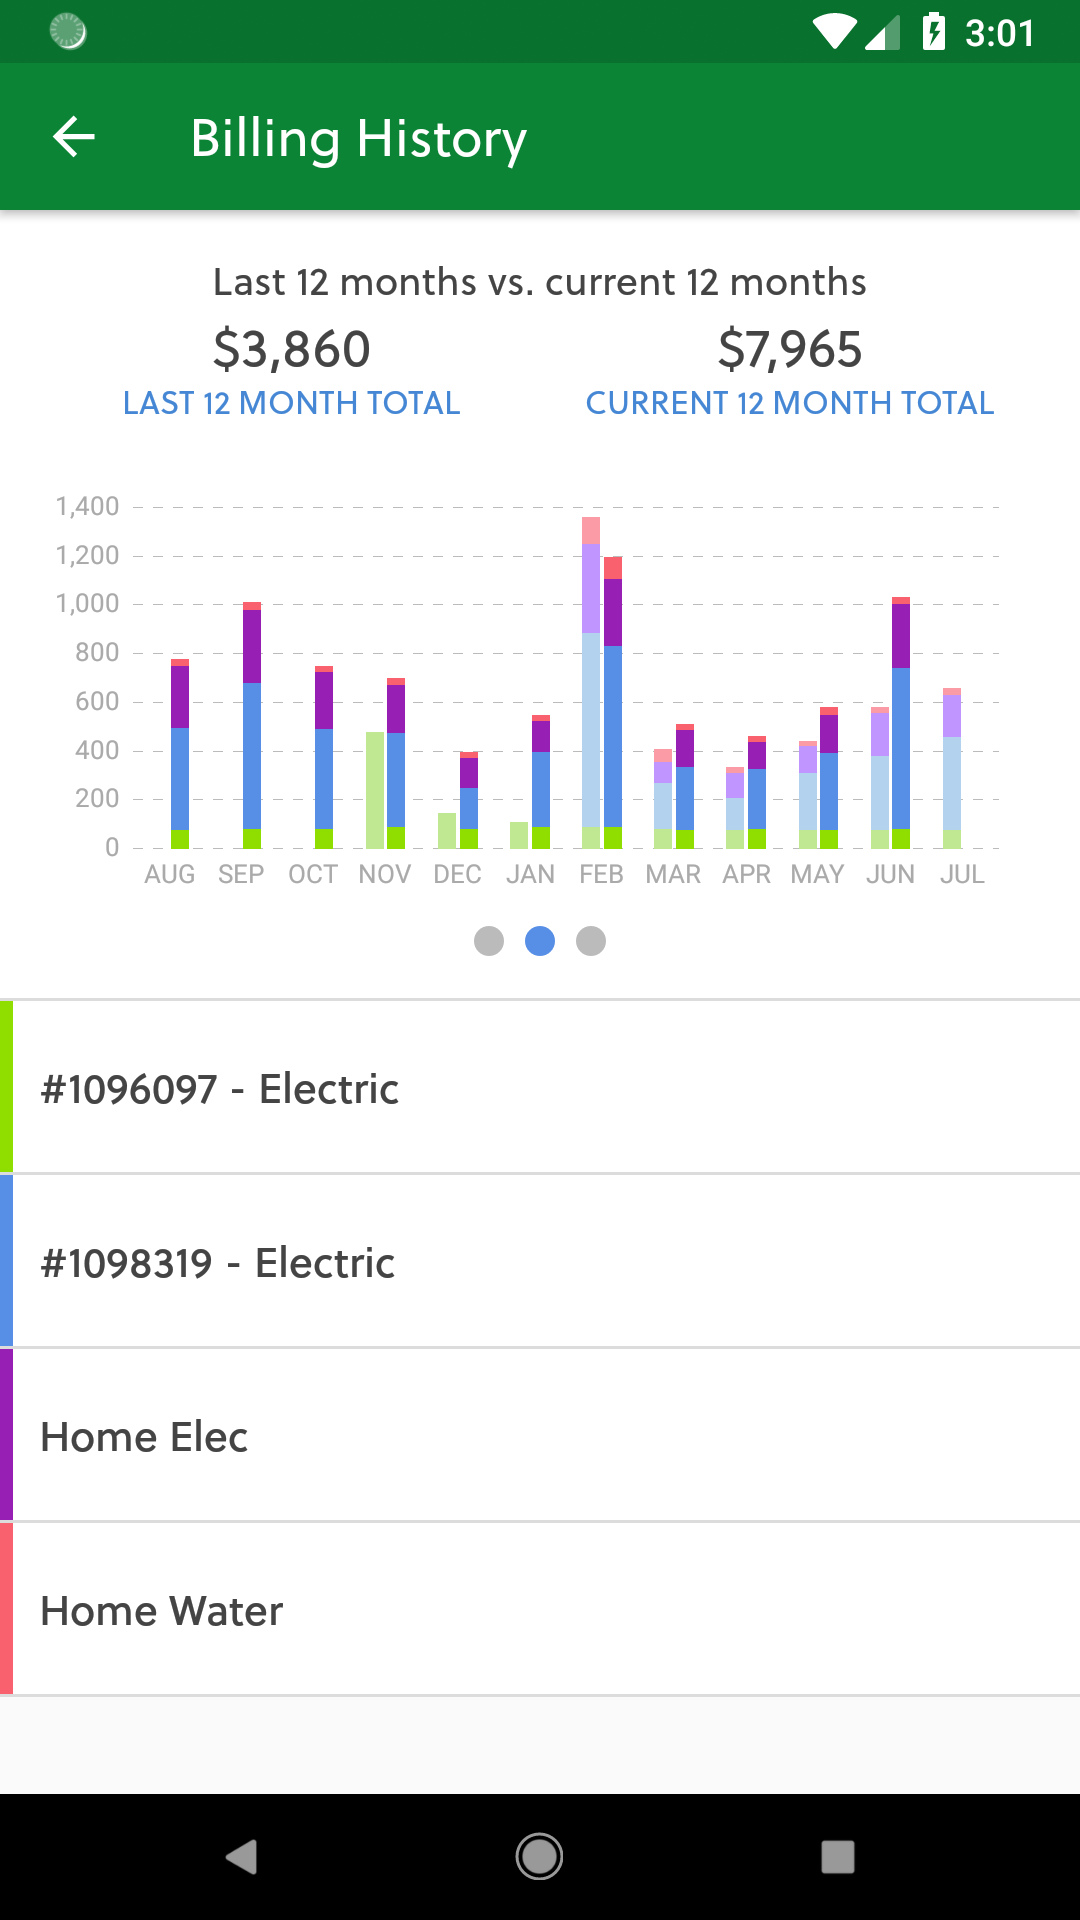 3:01
Billing History
Last 12 months vs. current 12 months
$3,860 $7,965
LAST 12 MONTH TOTAL CURRENT 12 MONTH TOTAL
1,400
1,200
1,000
800
600
400
200
0
AUG SEP OCT NOV DEC JAN FEB MAR APR MAY JUN JUL
#1096097 - Electric
#1098319 - Electric
Home Elec
Home Water